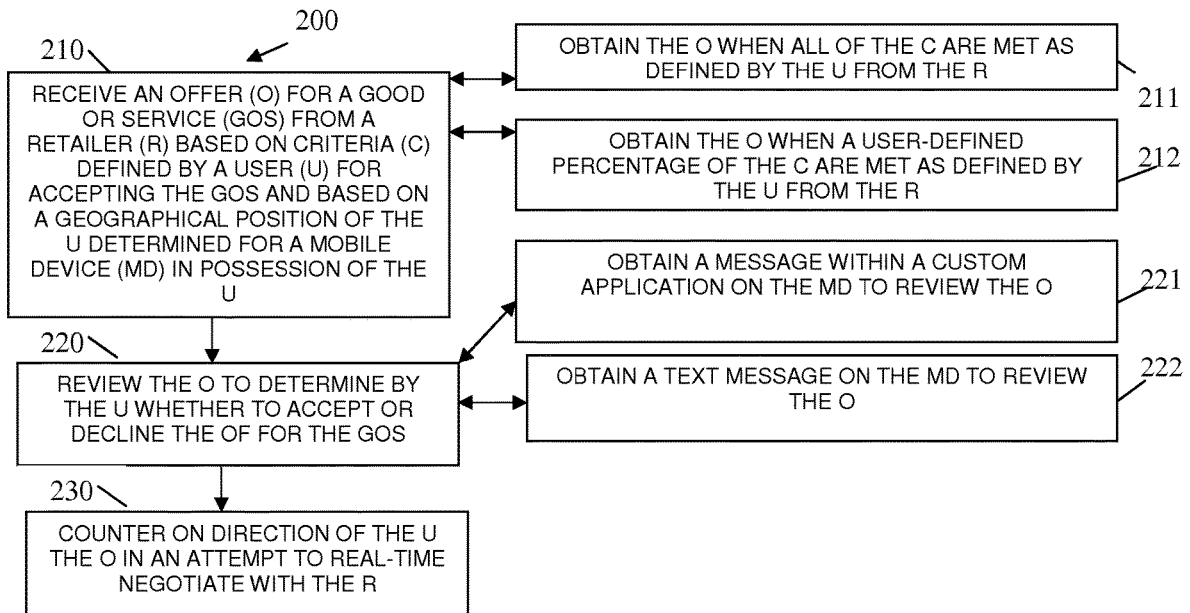 200
210
RECEIVE AN OFFER (O) FOR A GOOD
OR SERVICE (GOS) FROM A
RETAILER (R) BASED ON CRITERIA (C)
DEFINED BY A USER (U) FOR
ACCEPTING THE GOS AND BASED ON
A GEOGRAPHICAL POSITION OF THE
U DETERMINED FOR A MOBILE
DEVICE (MD) IN POSSESSION OF THE
U
OBTAIN THE O WHEN ALL OF THE C ARE MET AS
DEFINED BY THE U FROM THE R
211
OBTAIN THE O WHEN A USER-DEFINED
PERCENTAGE OF THE C ARE MET AS DEFINED BY
THE U FROM THE R
212
220
REVIEW THE O TO DETERMINE BY
THE U WHETHER TO ACCEPT OR
DECLINE THE OF FOR THE GOS
OBTAIN A MESSAGE WITHIN A CUSTOM
APPLICATION ON THE MD TO REVIEW THE O
221
OBTAIN A TEXT MESSAGE ON THE MD TO REVIEW
THE O
222
230
COUNTER ON DIRECTION OF THE U
THE O IN AN ATTEMPT TO REAL-TIME
NEGOTIATE WITH THE R